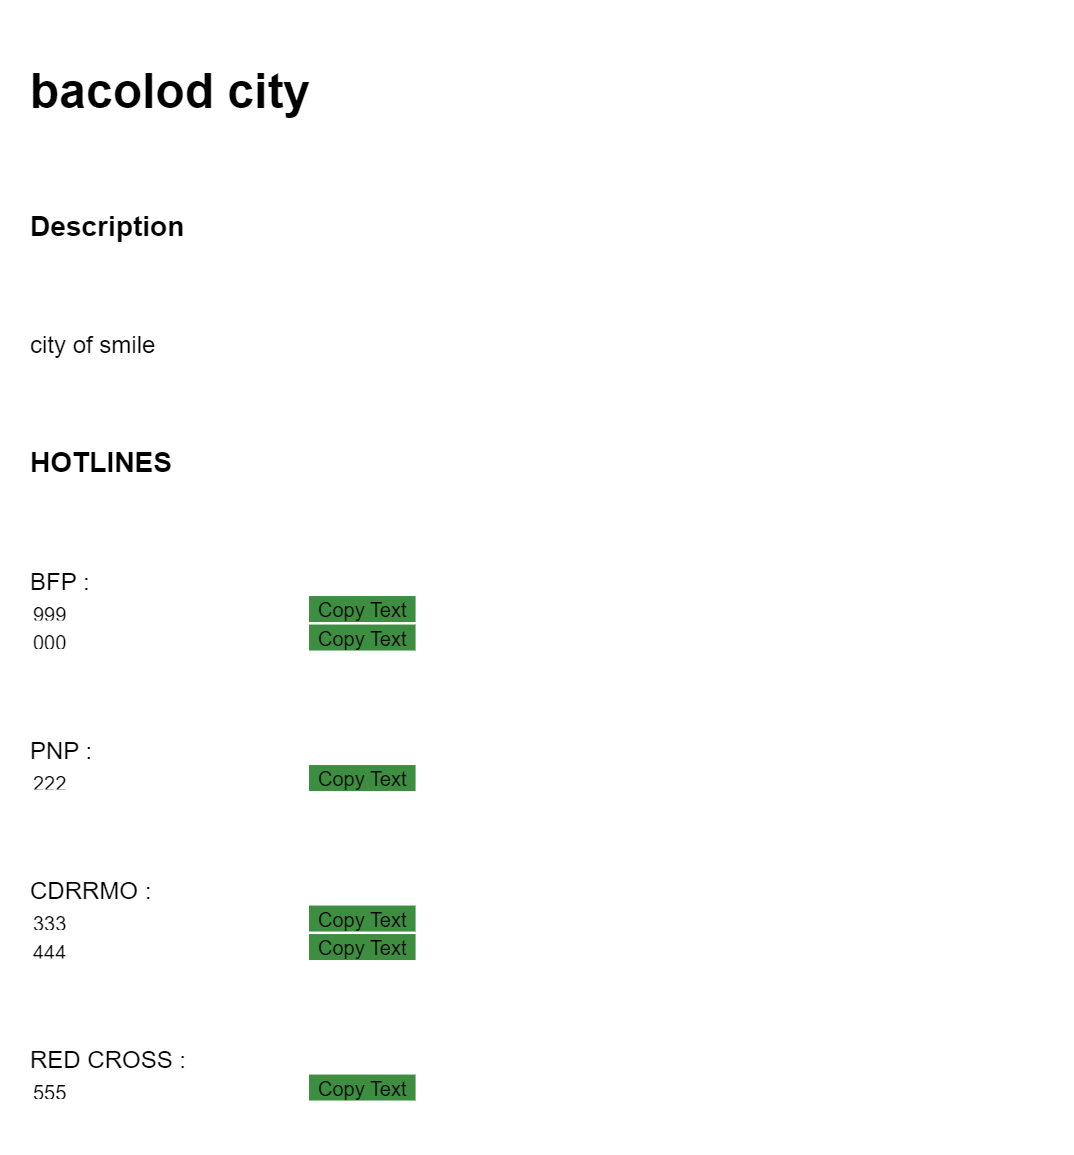 bacolod city
Description
city of smile
HOTLINES
BFP :
999 Copy Text
000 Copy Text
PNP :
222 Copy Text
CDRRMO :
333 Copy Text
444 Copy Text
RED CROSS :
555 Copy Text